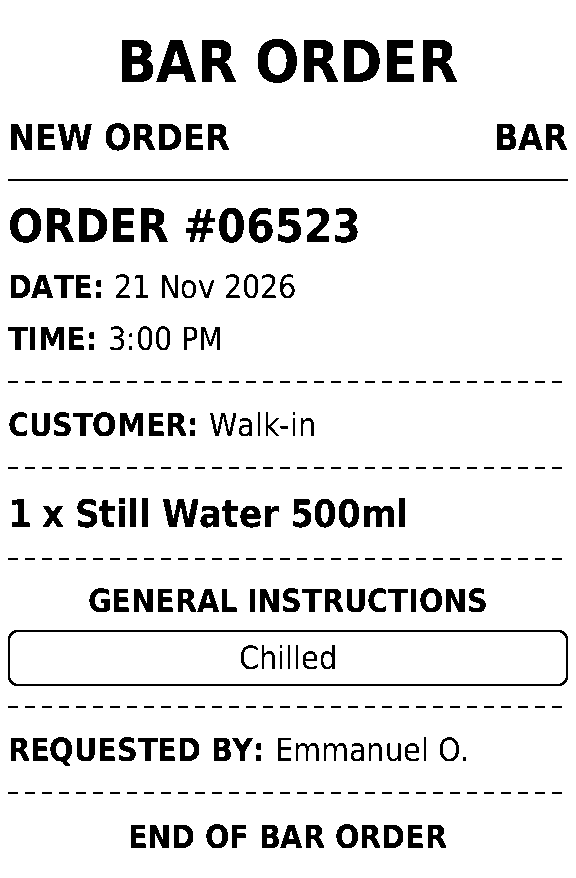 BAR ORDER
NEW ORDER BAR
ORDER #06523
DATE: 21 Nov 2026
TIME: 3:00 PM
CUSTOMER: Walk-in
1 x Still Water 500ml
GENERAL INSTRUCTIONS
Chilled
REQUESTED BY: Emmanuel O.
END OF BAR ORDER